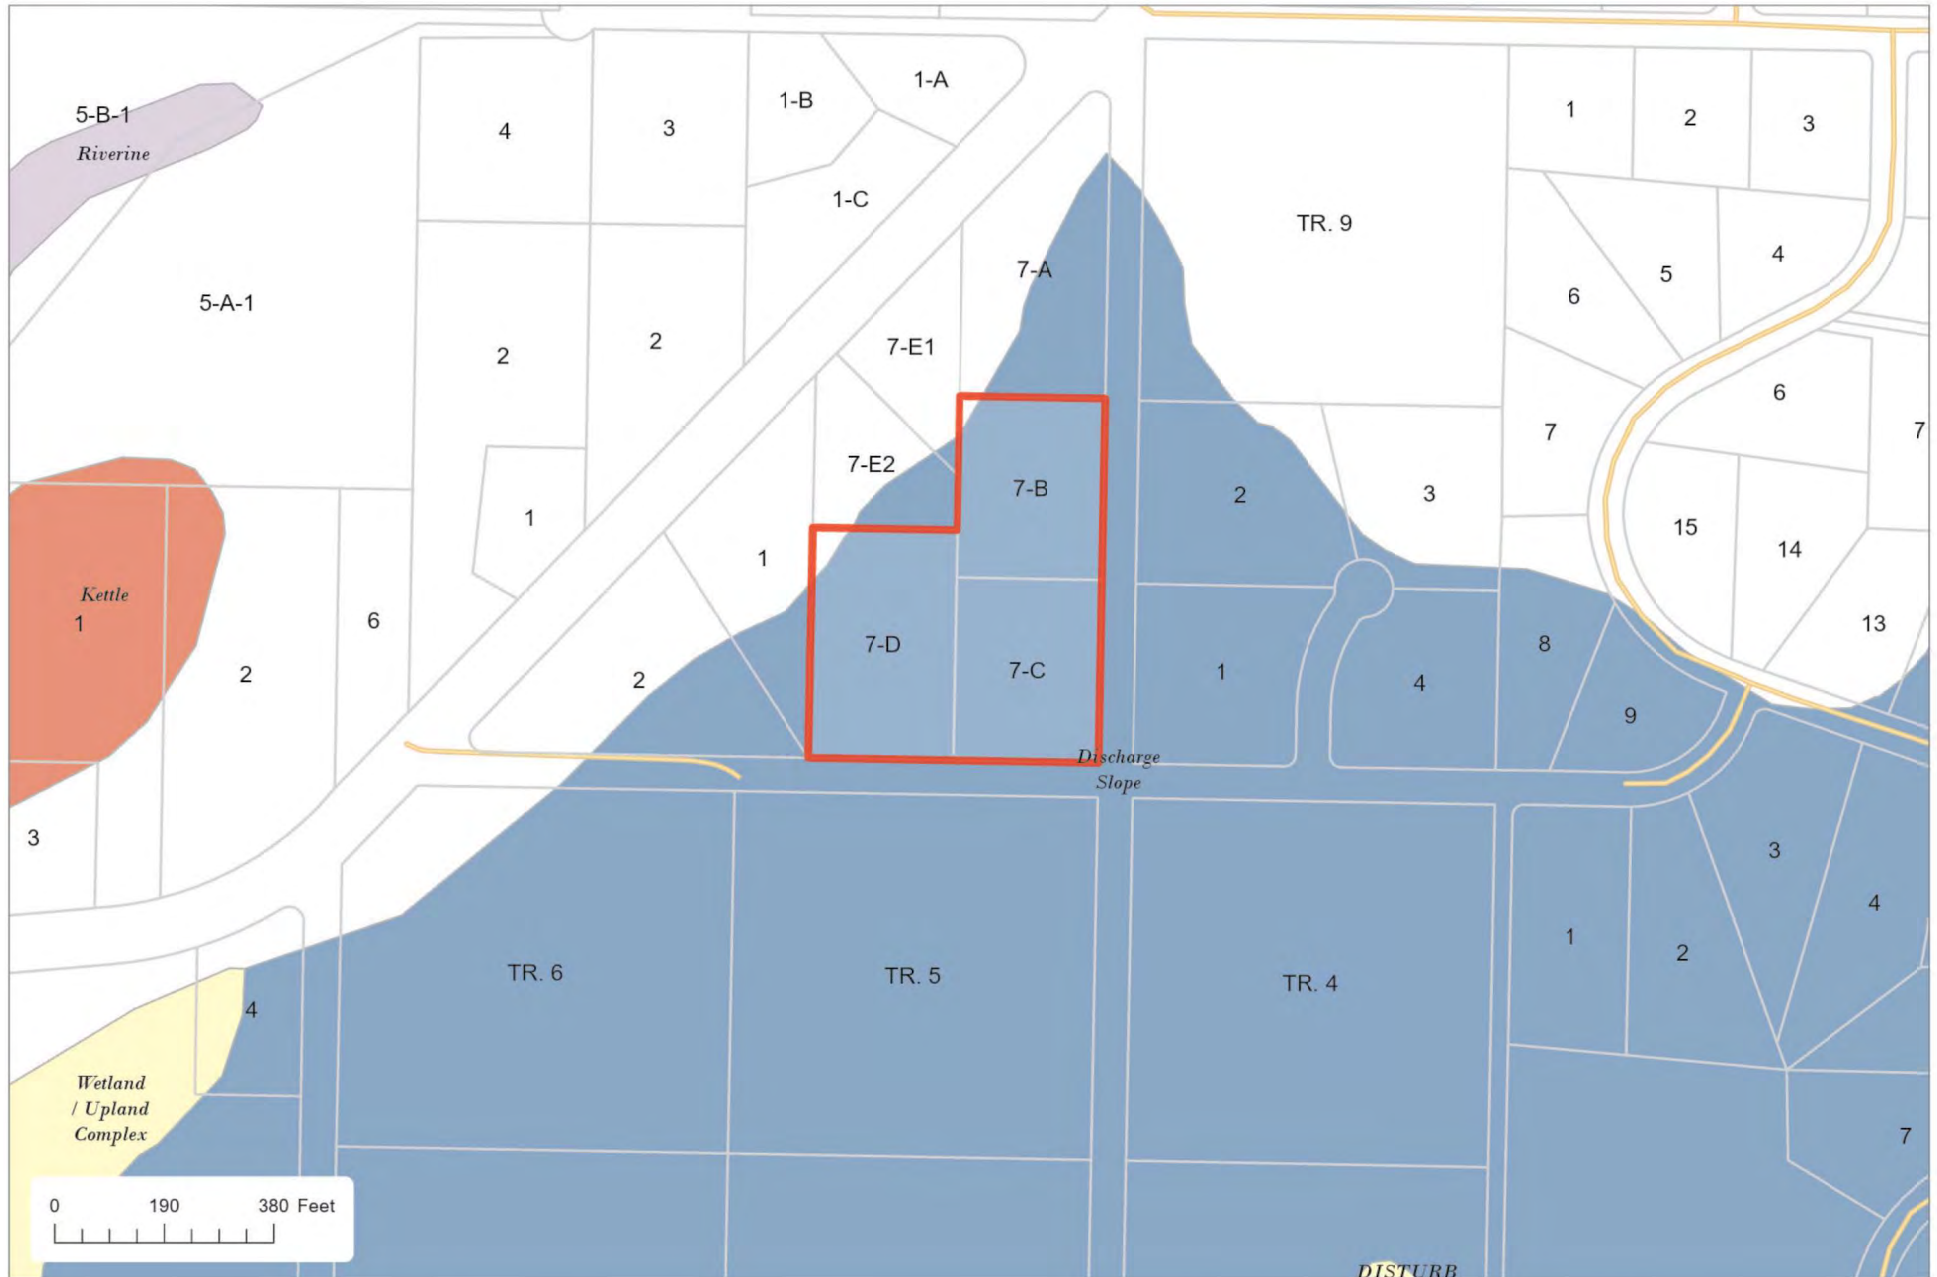 1-A
1-B
5-B-1
1
2
3
4
3
Riverine
1-C
TR. 9
4
7-A
5
6
5-A-1
7-E1
2
2
6
7
7
7-E2
7-B
2
3
1
15
14
1
Kettle
1
6
13
7-D
8
2
7-C
1
2
4
9
Discharge
Slope
3
3
4
1
2
TR. 6
TR. 5
TR. 4
4
Wetland
/ Upland
Complex
7
0 190 380 Feet
DISTURB